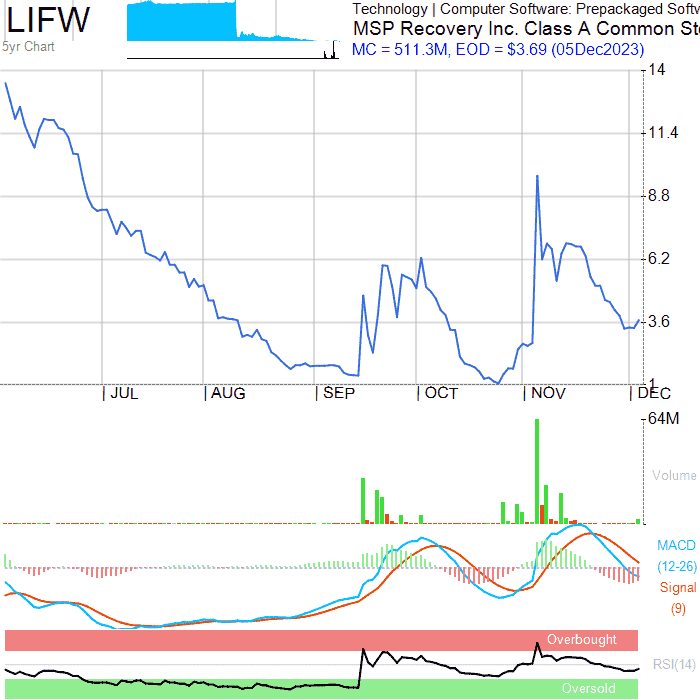 LIFW
5yr Chart
Technology | Computer Software: Prepackaged Softw
MSP Recovery Inc. Class A Common Sto
MC = 511.3M, EOD = $3.69 (05Dec2023)
14
11.4
8.8
6.2
3.6
1
JUL AUG SEP OCT NOV DEC
64M
Volume
MACD
(12-26)
Signal
(9)
Overbought
RSI(14)
Oversold